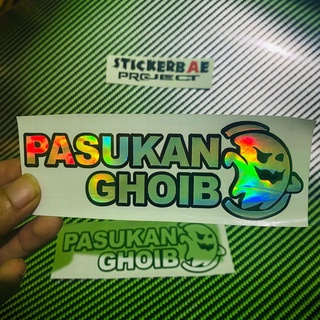 STICKERBAE
PROJECT
PASUKAN
GHOIB
PASUKAN
GHOIB